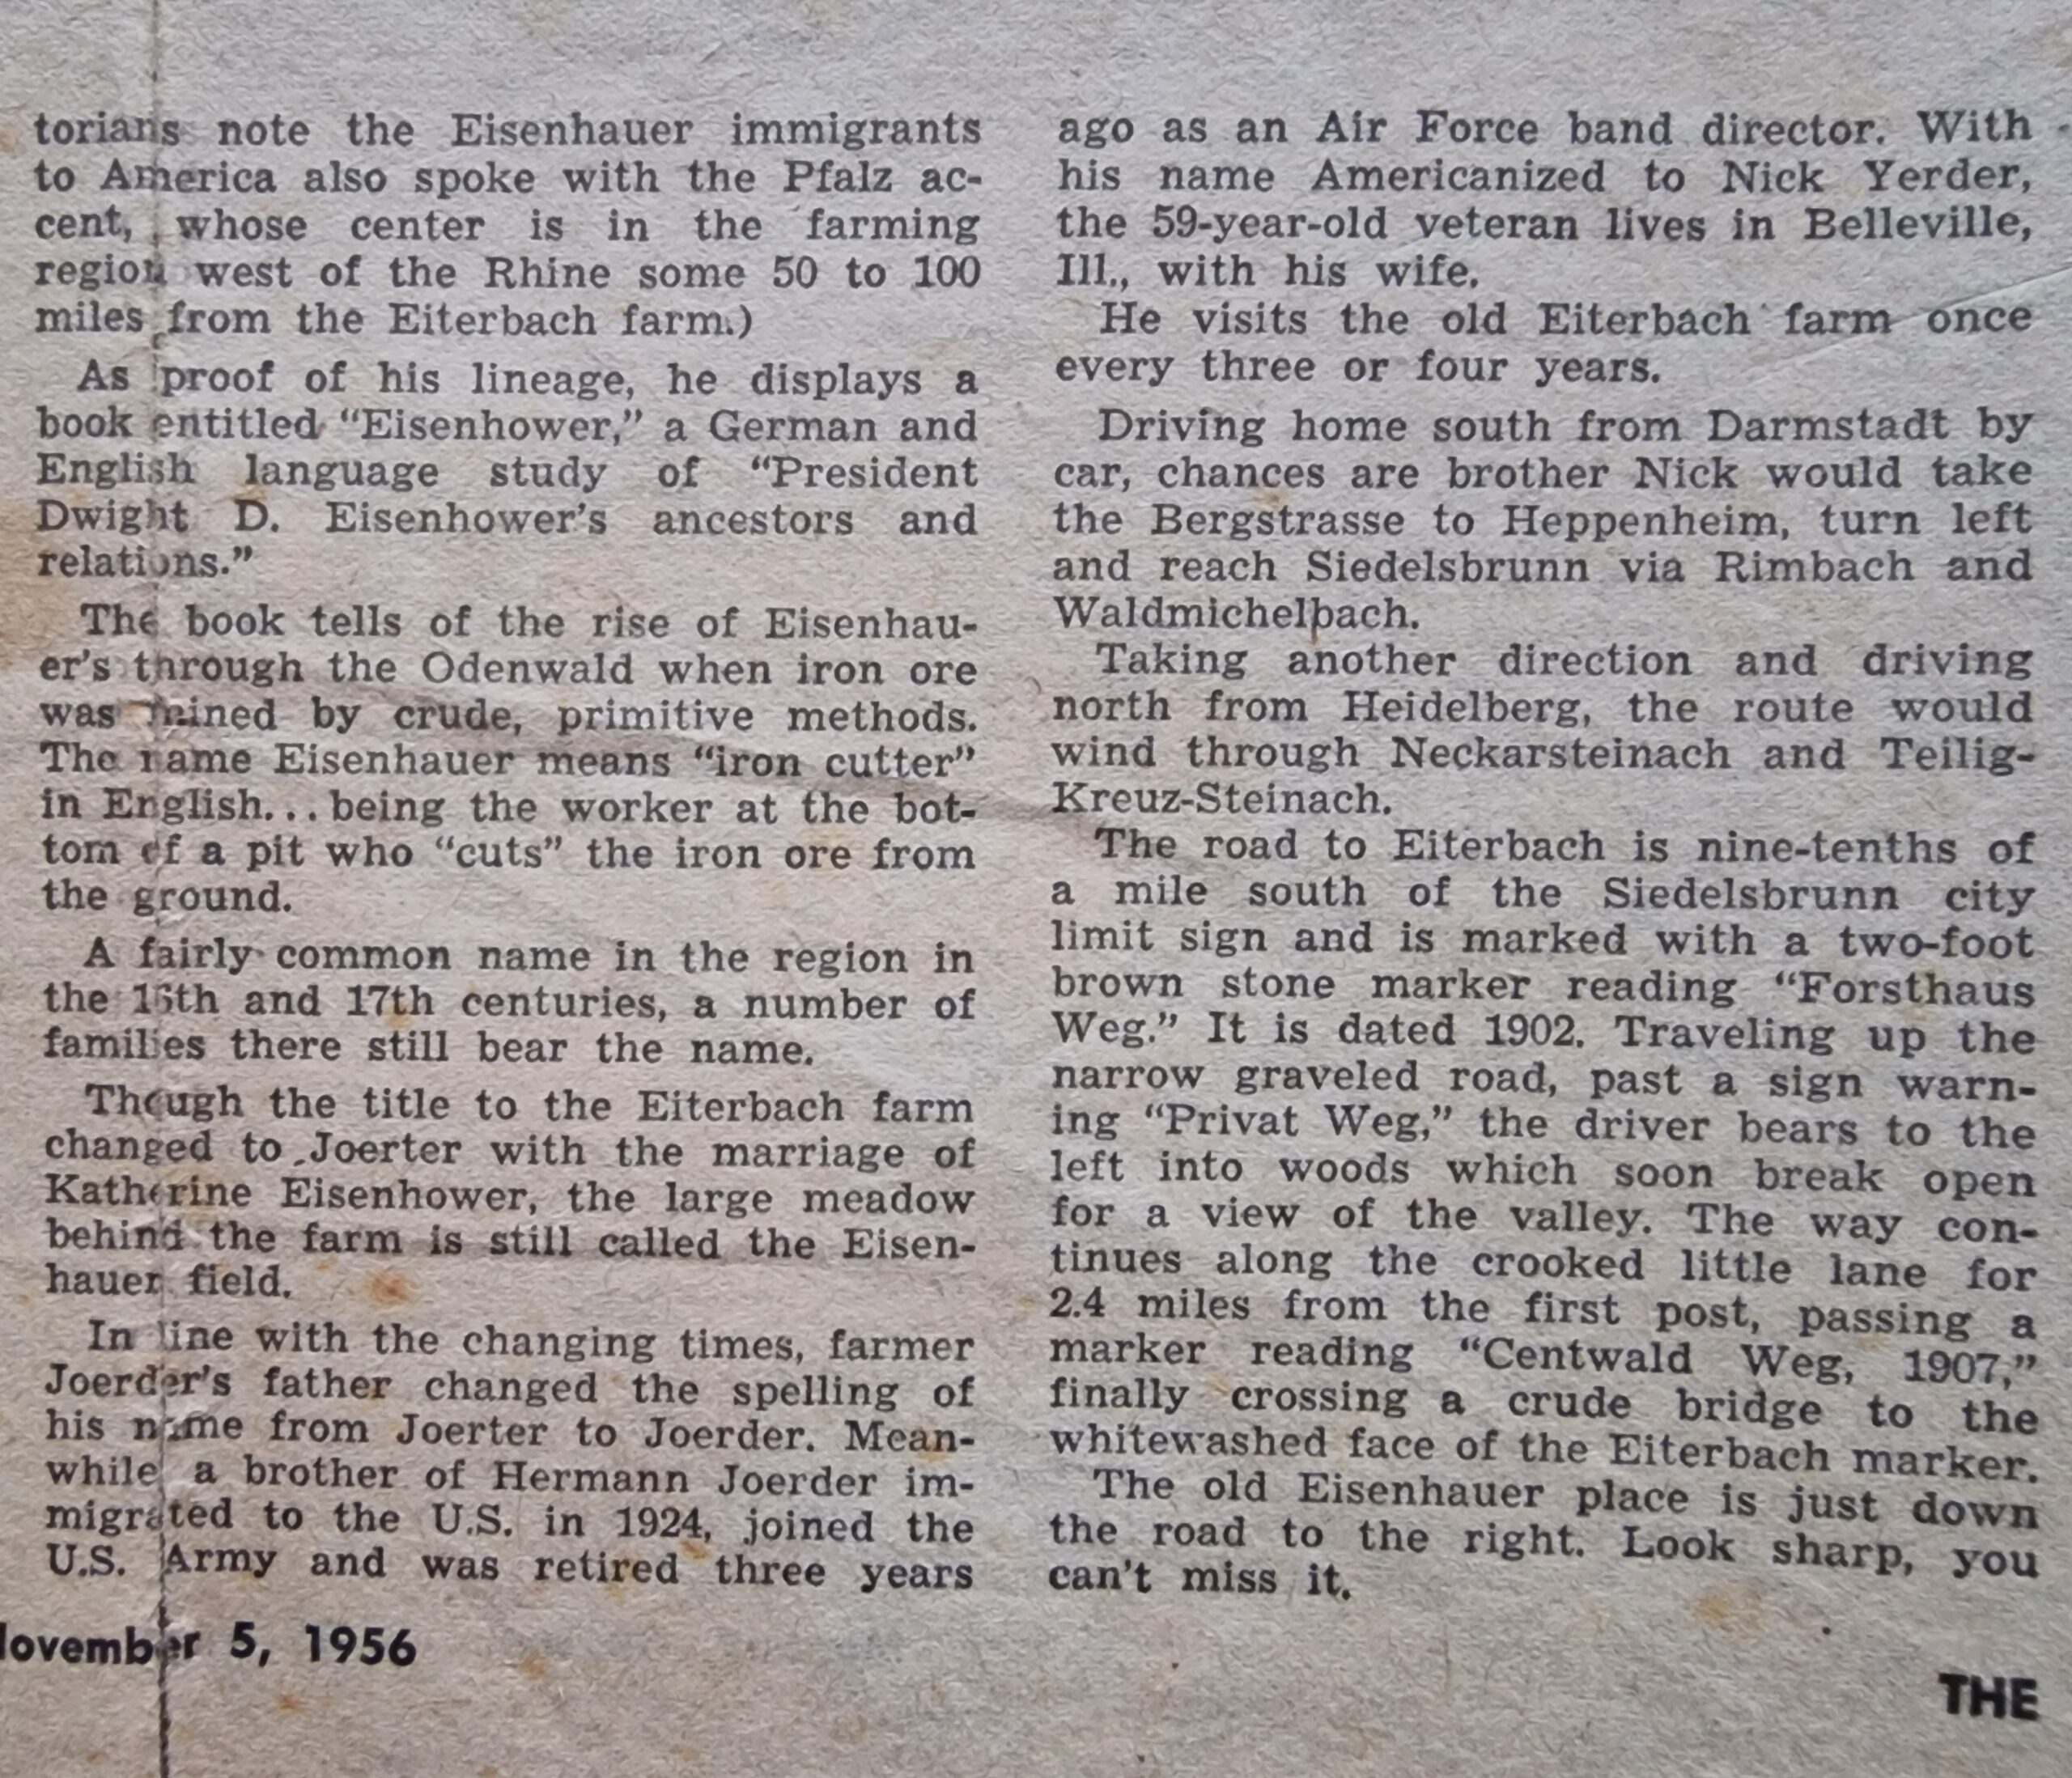 torians note the Eisenhauer immigrants
to America also spoke with the Pfalz ac-
cent, whose center is in the farming
region west of the Rhine some 50 to 100
miles from the Eiterbach farm.)
As proof of his lineage, he displays a
book entitled “Eisenhower,” a German and
English language study of “President
Dwight D. Eisenhower's ancestors and
relations.”
The book tells of the rise of Eisenhau-
er's through the Odenwald when iron ore
was mined by crude, primitive methods.
The name Eisenhauer means “iron cutter”
in English... being the worker at the bot-
tom of a pit who “cuts” the iron ore from
the ground.
A fairly common name in the region in
the 16th and 17th centuries, a number of
families there still bear the name.
Though the title to the Eiterbach farm
changed to Joerter with the marriage of
Katherine Eisenhower, the large meadow
behind the farm is still called the Eisen-
hauer field.
In line with the changing times, farmer
Joerder's father changed the spelling of
his name from Joerter to Joerder. Mean-
while a brother of Hermann Joerder im-
migrated to the U.S. in 1924, joined the
U.S. Army and was retired three years
ago as an Air Force band director. With
his name Americanized to Nick Yerder,
the 59-year-old veteran lives in Belleville,
Ill., with his wife.
He visits the old Eiterbach farm once
every three or four years.
Driving home south from Darmstadt by
car, chances are brother Nick would take
the Bergstrasse to Heppenheim, turn left
and reach Siedelsbrunn via Rimbach and
Waldmichelbach.
Taking another direction and driving
north from Heidelberg, the route would
wind through Neckarsteinach and Teilig-
Kreuz-Steinach.
The road to Eiterbach is nine-tenths of
a mile south of the Siedelsbrunn city
limit sign and is marked with a two-foot
brown stone marker reading “Forsthaus
Weg.” It is dated 1902. Traveling up the
narrow graveled road, past a sign warn-
ing “Privat Weg,” the driver bears to the
left into woods which soon break open
for a view of the valley. The way con-
tinues along the crooked little lane for
2.4 miles from the first post, passing a
marker reading “Centwald Weg, 1907,”
finally crossing a crude bridge to the
whitewashed face of the Eiterbach marker.
The old Eisenhauer place is just down
the road to the right. Look sharp, you
can't miss it.
November 5, 1956
THE